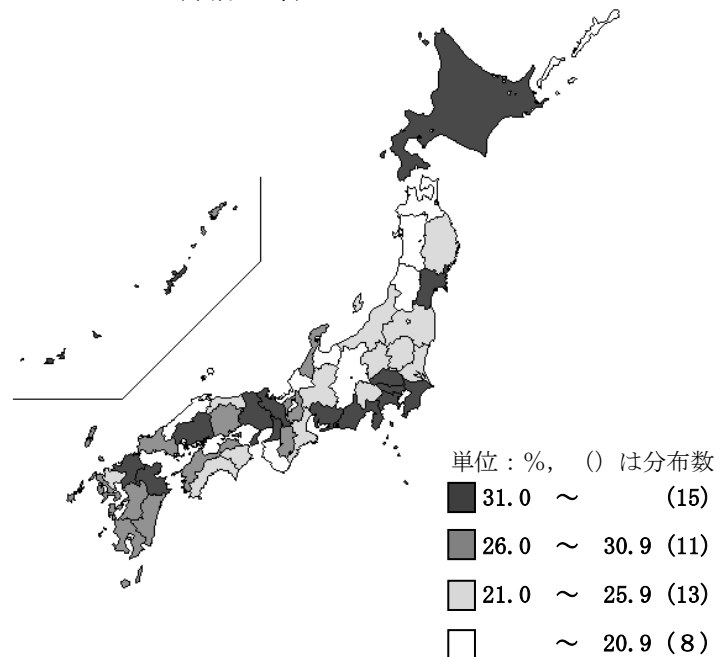 単位：％， （）は分布数
31.0 ～ (15)
26.0 ～ 30.9 (11)
21.0 ～ 25.9 (13)
～ 20.9 (８)